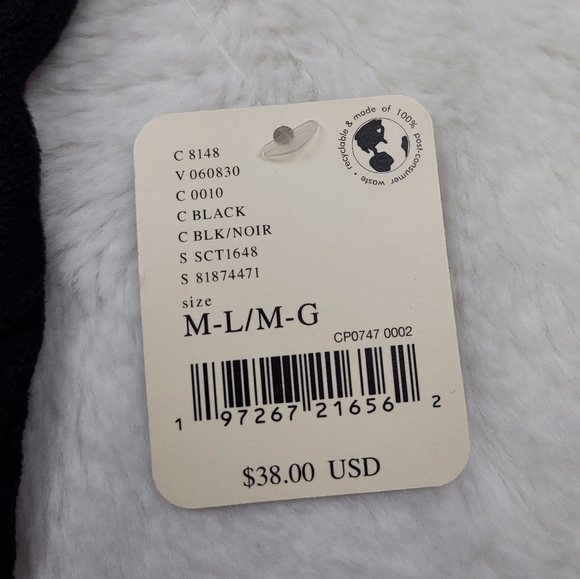 C 8148
V 060830
C 0010
C BLACK
C BLK/NOIR
S SCT1648
S 81874471
size
M-L/M-G
CP0747 0002
1 97267 21656 2
$38.00 USD
recyclable & made of 100% post-consumer waste •